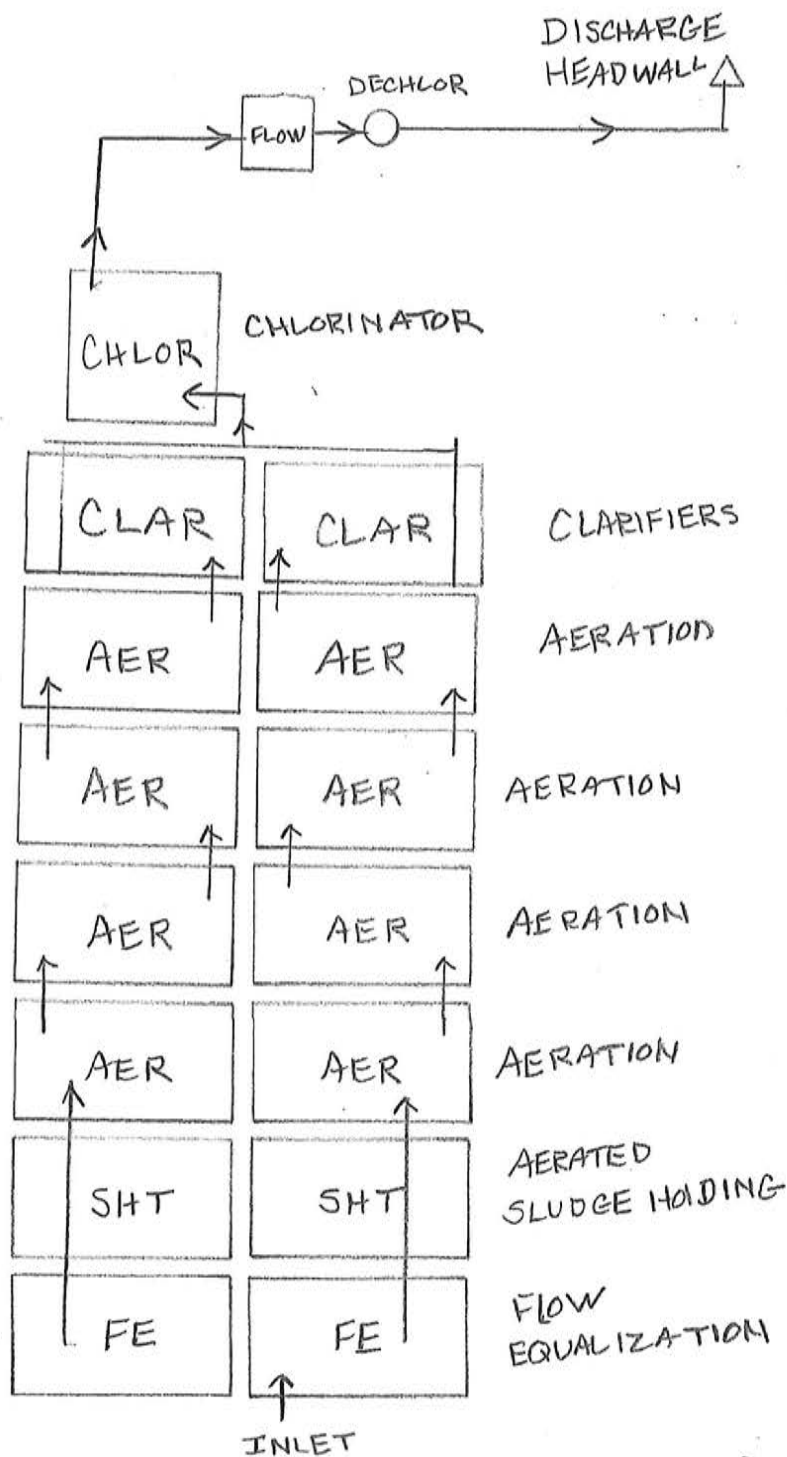 DISCHARGE
HEADWALL
DECHLOR
FLOW
CHLOR
CHLORINATOR
CLAR
CLAR
CLARIFIERS
AER
AER
AERATION
AER
AER
AERATION
AER
AER
AERATION
AER
AER
AERATION
SHT
SHT
AERATED
SLUDGE HOLDING
FE
FE
FLOW
EQUALIZATION
INLET